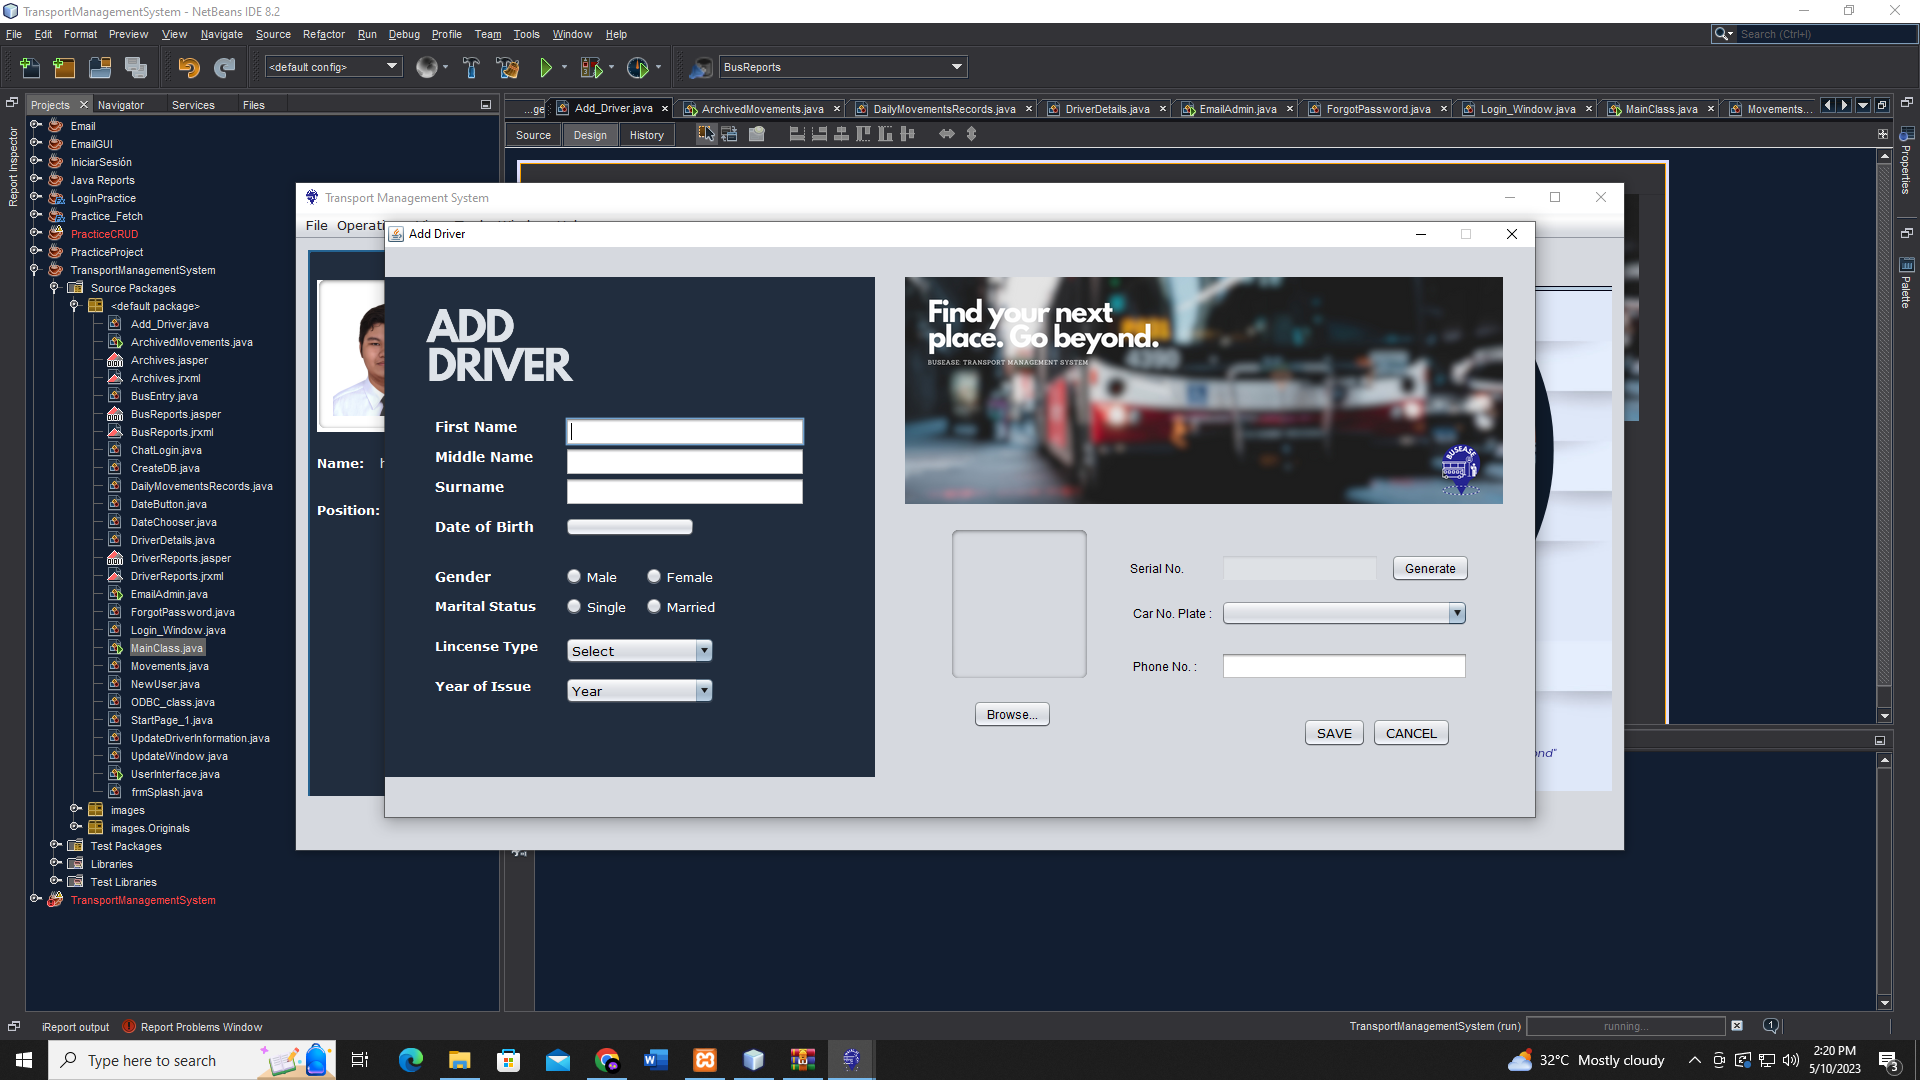 TransportManagementSystem - NetBeans IDE 8.2
File Edit Format Preview View Navigate Source Refactor Run Debug Profile Team Tools Window Help
Search (Ctrl+I)
<default config>
BusReports
Projects Navigator Services Files
...ge Add_Driver.java ArchivedMovements.java DailyMovementsRecords.java DriverDetails.java EmailAdmin.java ForgotPassword.java Login_Window.java MainClass.java Movements...
Source Design History
Report Inspector
Properties
Palette
Email
EmailGUI
IniciarSesión
Java Reports
LoginPractice
Practice_Fetch
PracticeCRUD
PracticeProject
TransportManagementSystem
Source Packages
<default package>
Add_Driver.java
ArchivedMovements.java
Archives.jasper
Archives.jrxml
BusEntry.java
BusReports.jasper
BusReports.jrxml
ChatLogin.java
CreateDB.java
DailyMovementsRecords.java
DateButton.java
DateChooser.java
DriverDetails.java
DriverReports.jasper
DriverReports.jrxml
EmailAdmin.java
ForgotPassword.java
Login_Window.java
MainClass.java
Movements.java
NewUser.java
ODBC_class.java
StartPage_1.java
UpdateDriverInformation.java
UpdateWindow.java
UserInterface.java
frmSplash.java
images
images.Originals
Test Packages
Libraries
Test Libraries
TransportManagementSystem
Transport Management System
File Operati
Name: h
Position:
Add Driver
ADD
DRIVER
First Name
Middle Name
Surname
Date of Birth
Gender Male Female
Marital Status Single Married
Lincense Type Select
Year of Issue Year
Find your next
place. Go beyond.
BUSEASE: TRANSPORT MANAGEMENT SYSTEM
4390
BUSEASE
Serial No. Generate
Car No. Plate :
Phone No. :
Browse...
SAVE CANCEL
ond"
iReport output Report Problems Window
TransportManagementSystem (run) running... 1
Type here to search
32°C Mostly cloudy
2:20 PM
5/10/2023
3